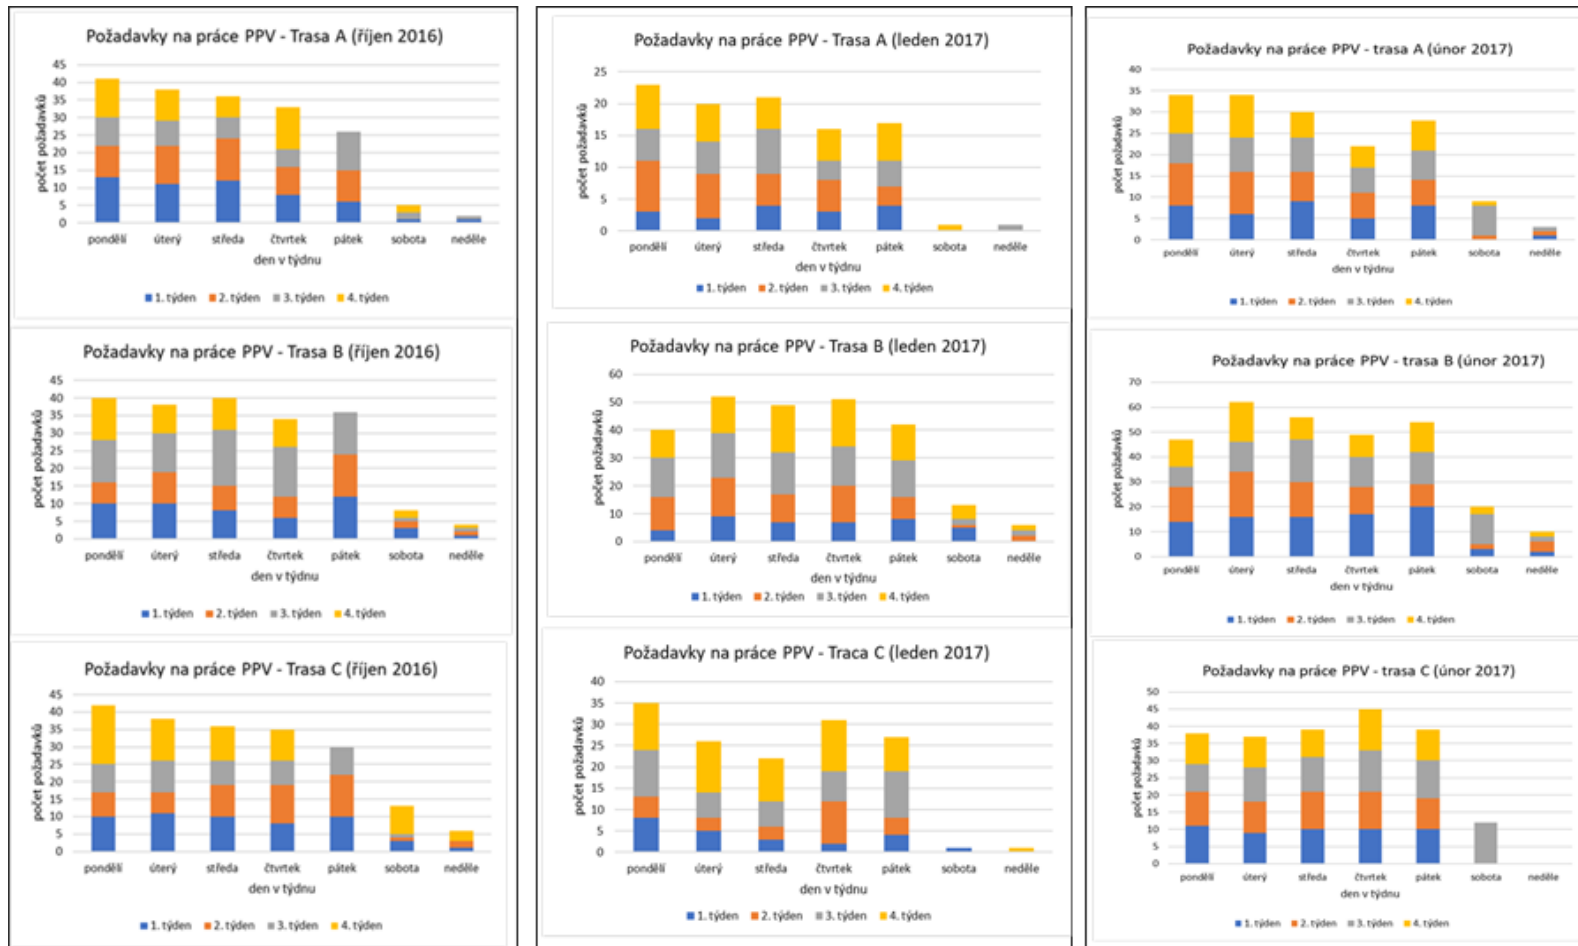 Požadavky na práce PPV - Trasa A (říjen 2016)
počet požadavků
45
40
35
30
25
20
15
10
5
0
pondělí úterý středa čtvrtek pátek sobota neděle
den v týdnu
1. týden 2. týden 3. týden 4. týden
Požadavky na práce PPV - Trasa B (říjen 2016)
počet požadavků
45
40
35
30
25
20
15
10
5
0
pondělí úterý středa čtvrtek pátek sobota neděle
den v týdnu
1. týden 2. týden 3. týden 4. týden
Požadavky na práce PPV - Trasa C (říjen 2016)
počet požadavků
45
40
35
30
25
20
15
10
5
0
pondělí úterý středa čtvrtek pátek sobota neděle
den v týdnu
1. týden 2. týden 3. týden 4. týden
Požadavky na práce PPV - Trasa A (leden 2017)
počet požadavků
25
20
15
10
5
0
pondělí úterý středa čtvrtek pátek sobota neděle
den v týdnu
1. týden 2. týden 3. týden 4. týden
Požadavky na práce PPV - Trasa B (leden 2017)
počet požadavků
60
50
40
30
20
10
0
pondělí úterý středa čtvrtek pátek sobota neděle
den v týdnu
1. týden 2. týden 3. týden 4. týden
Požadavky na práce PPV - Traca C (leden 2017)
počet požadavků
40
35
30
25
20
15
10
5
0
pondělí úterý středa čtvrtek pátek sobota neděle
den v týdnu
1. týden 2. týden 3. týden 4. týden
Požadavky na práce PPV - trasa A (únor 2017)
počet požadavků
40
35
30
25
20
15
10
5
0
pondělí úterý středa čtvrtek pátek sobota neděle
den v týdnu
1. týden 2. týden 3. týden 4. týden
Požadavky na práce PPV - trasa B (únor 2017)
počet požadavků
70
60
50
40
30
20
10
0
pondělí úterý středa čtvrtek pátek sobota neděle
den v týdnu
1. týden 2. týden 3. týden 4. týden
Požadavky na práce PPV - trasa C (únor 2017)
počet požadavků
50
45
40
35
30
25
20
15
10
5
0
pondělí úterý středa čtvrtek pátek sobota neděle
den v týdnu
1. týden 2. týden 3. týden 4. týden